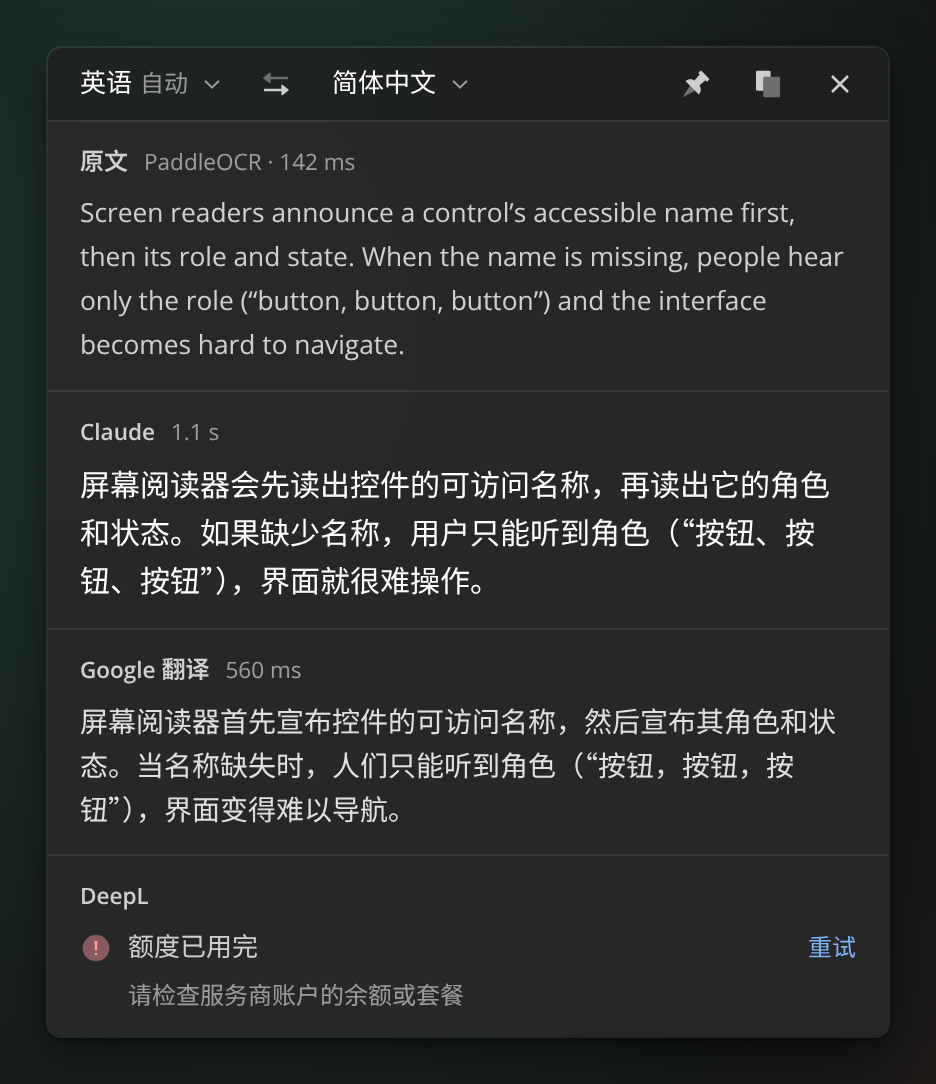 英语 自动 简体中文
原文 PaddleOCR · 142 ms
Screen readers announce a control’s accessible name first,
then its role and state. When the name is missing, people hear
only the role (“button, button, button”) and the interface
becomes hard to navigate.
Claude 1.1 s
屏幕阅读器会先读出控件的可访问名称，再读出它的角色
和状态。如果缺少名称，用户只能听到角色（“按钮、按
钮、按钮”），界面就很难操作。
Google 翻译 560 ms
屏幕阅读器首先宣布控件的可访问名称，然后宣布其角色和状
态。当名称缺失时，人们只能听到角色（“按钮，按钮，按
钮”），界面变得难以导航。
DeepL
额度已用完 重试
请检查服务商账户的余额或套餐